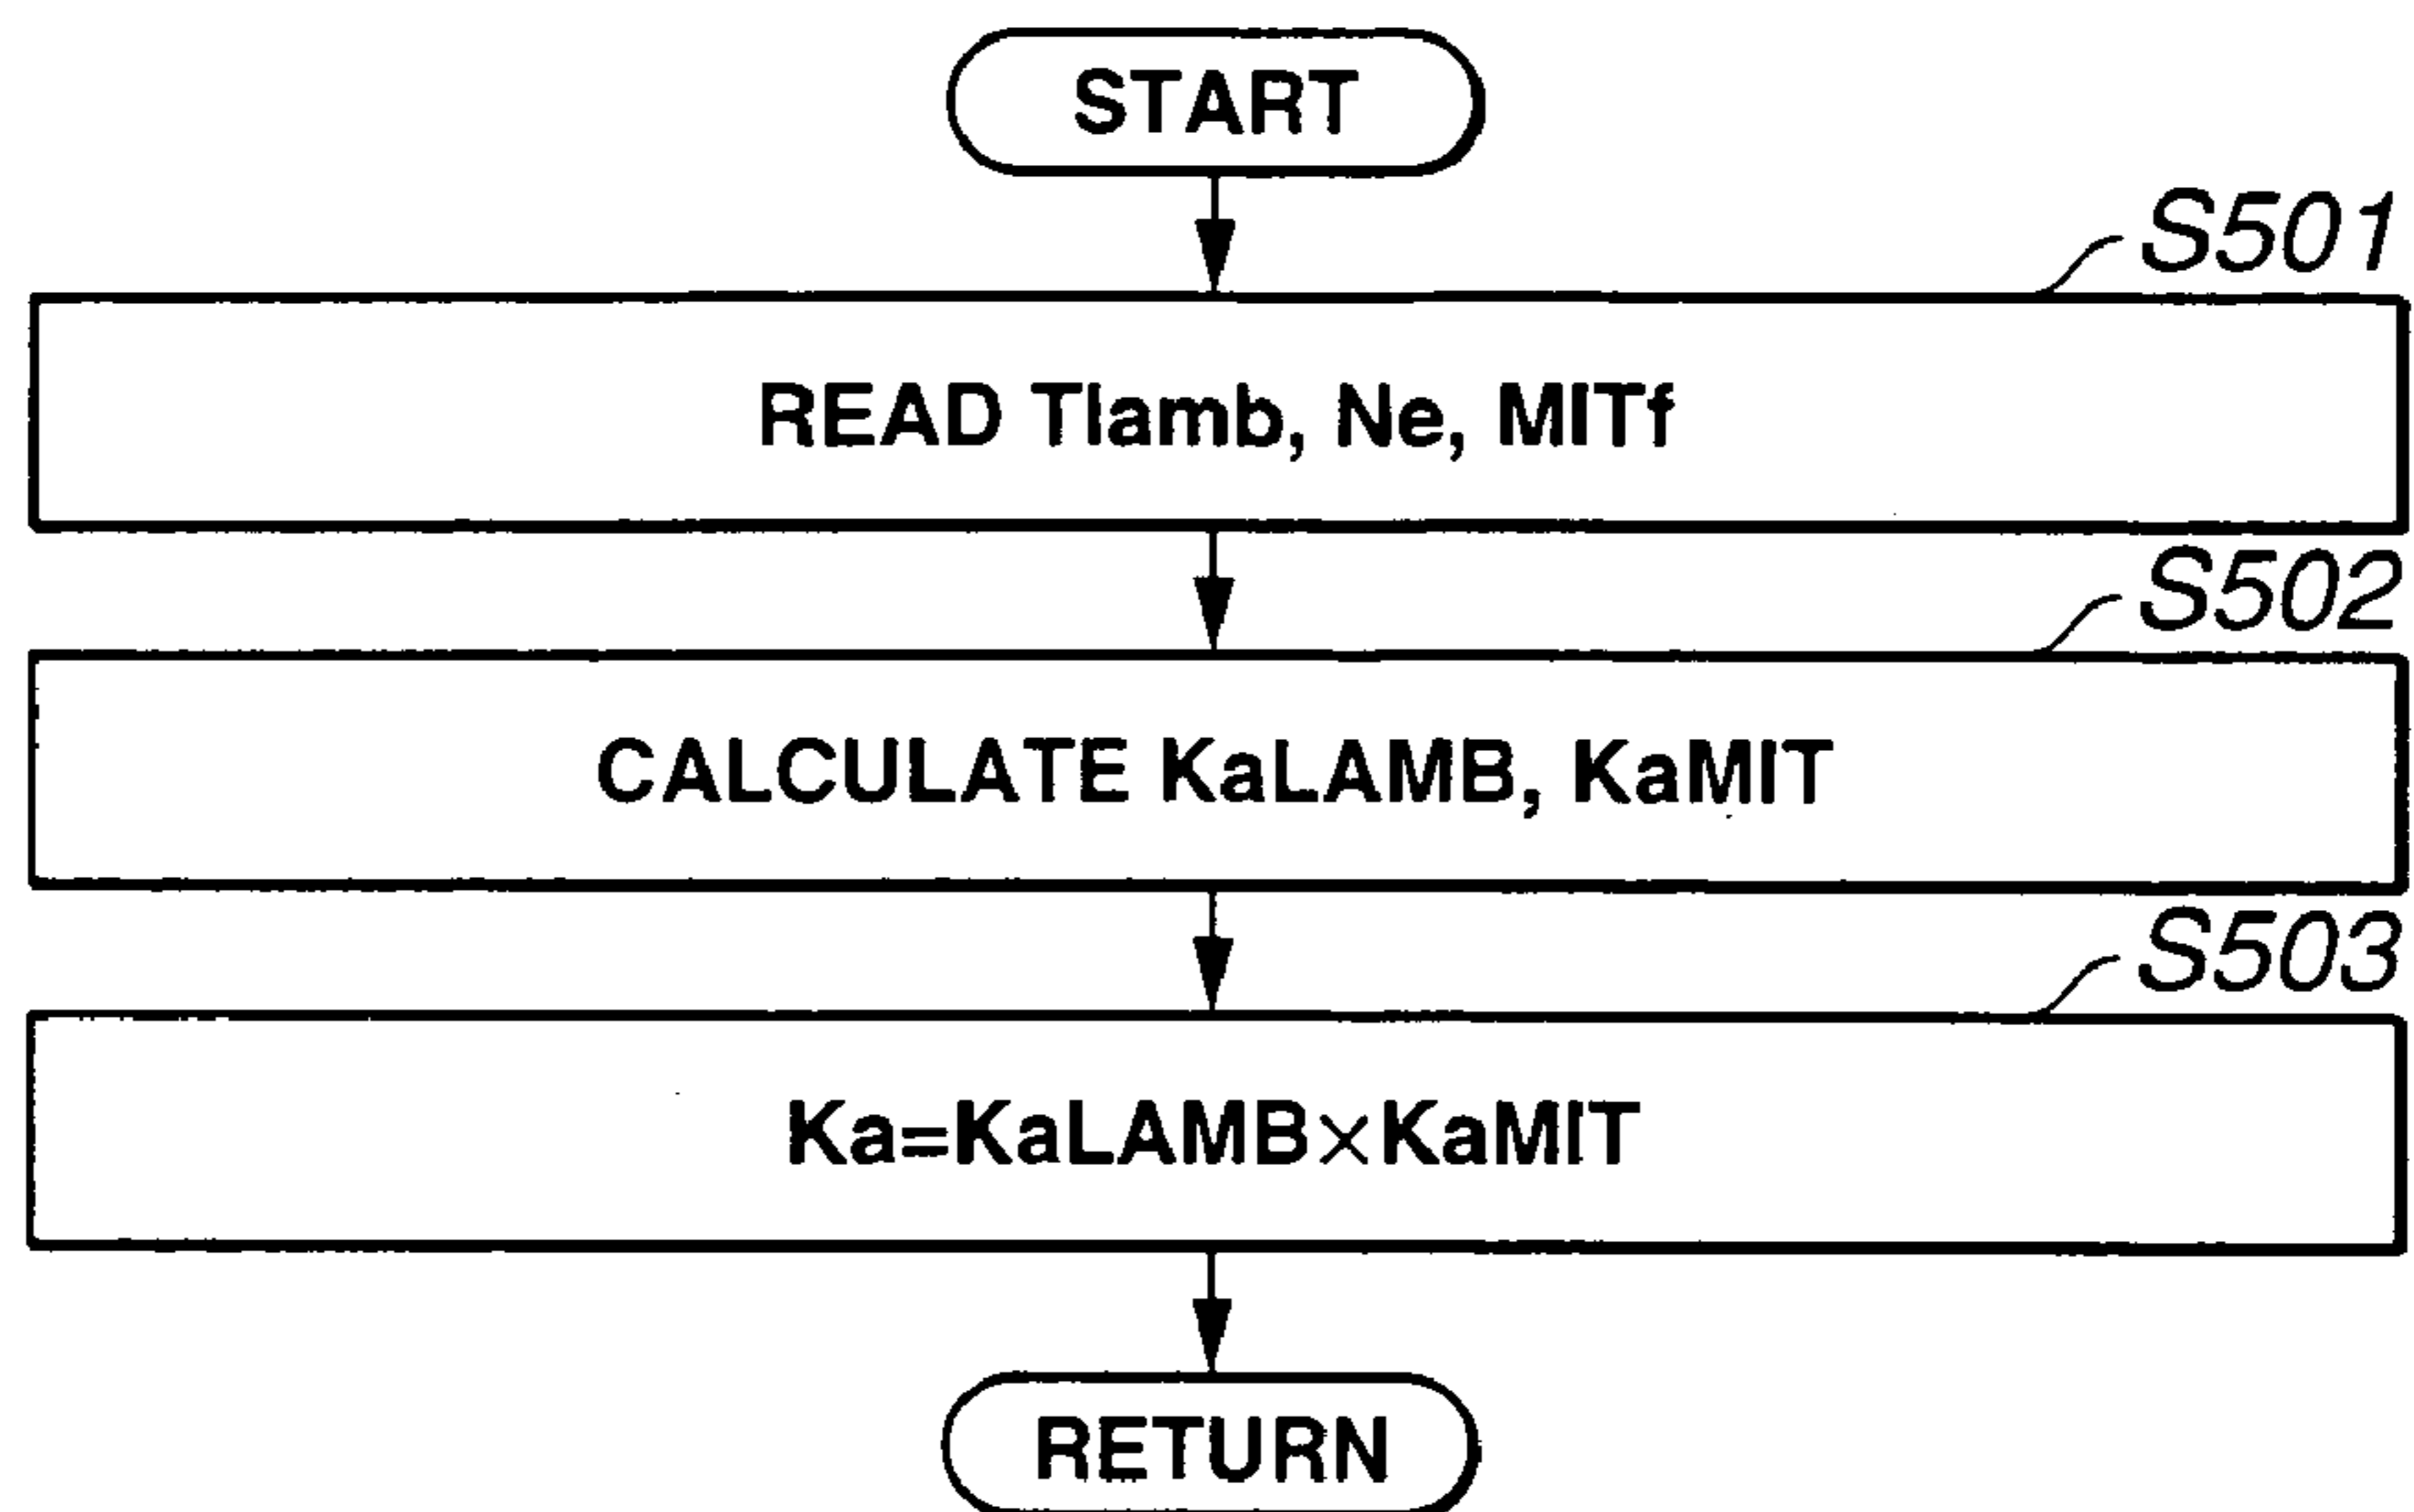 START
S501
READ Tlamb, Ne, MITf
S502
CALCULATE KaLAMB, KaMIT
S503
Ka=KaLAMB×KaMIT
RETURN